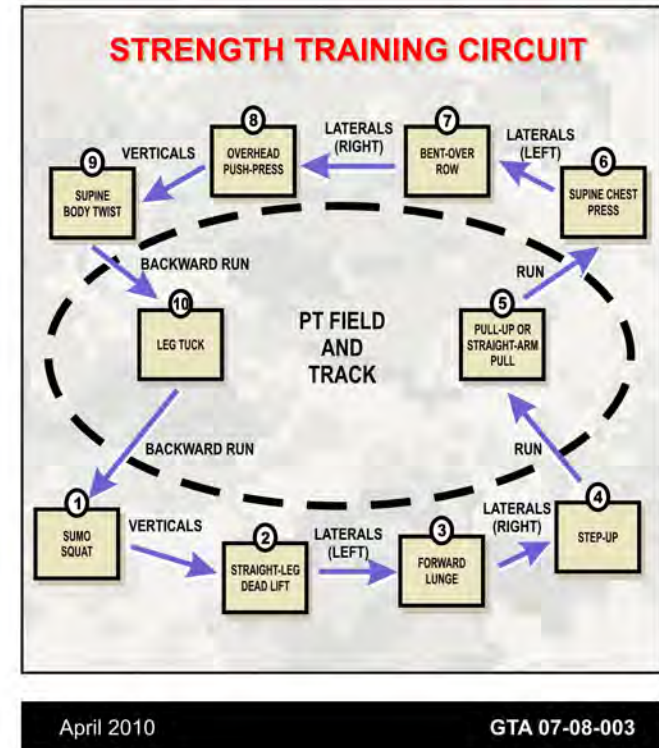 STRENGTH TRAINING CIRCUIT
8
OVERHEAD
PUSH-PRESS
LATERALS
(RIGHT)
7
BENT-OVER
ROW
LATERALS
(LEFT)
6
SUPINE CHEST
PRESS
9
SUPINE
BODY TWIST
VERTICALS
BACKWARD RUN
10
LEG TUCK
PT FIELD
AND
TRACK
RUN
5
PULL-UP OR
STRAIGHT-ARM
PULL
BACKWARD RUN
RUN
1
SUMO
SQUAT
VERTICALS
2
STRAIGHT-LEG
DEAD LIFT
LATERALS
(LEFT)
3
FORWARD
LUNGE
LATERALS
(RIGHT)
4
STEP-UP
April 2010
GTA 07-08-003